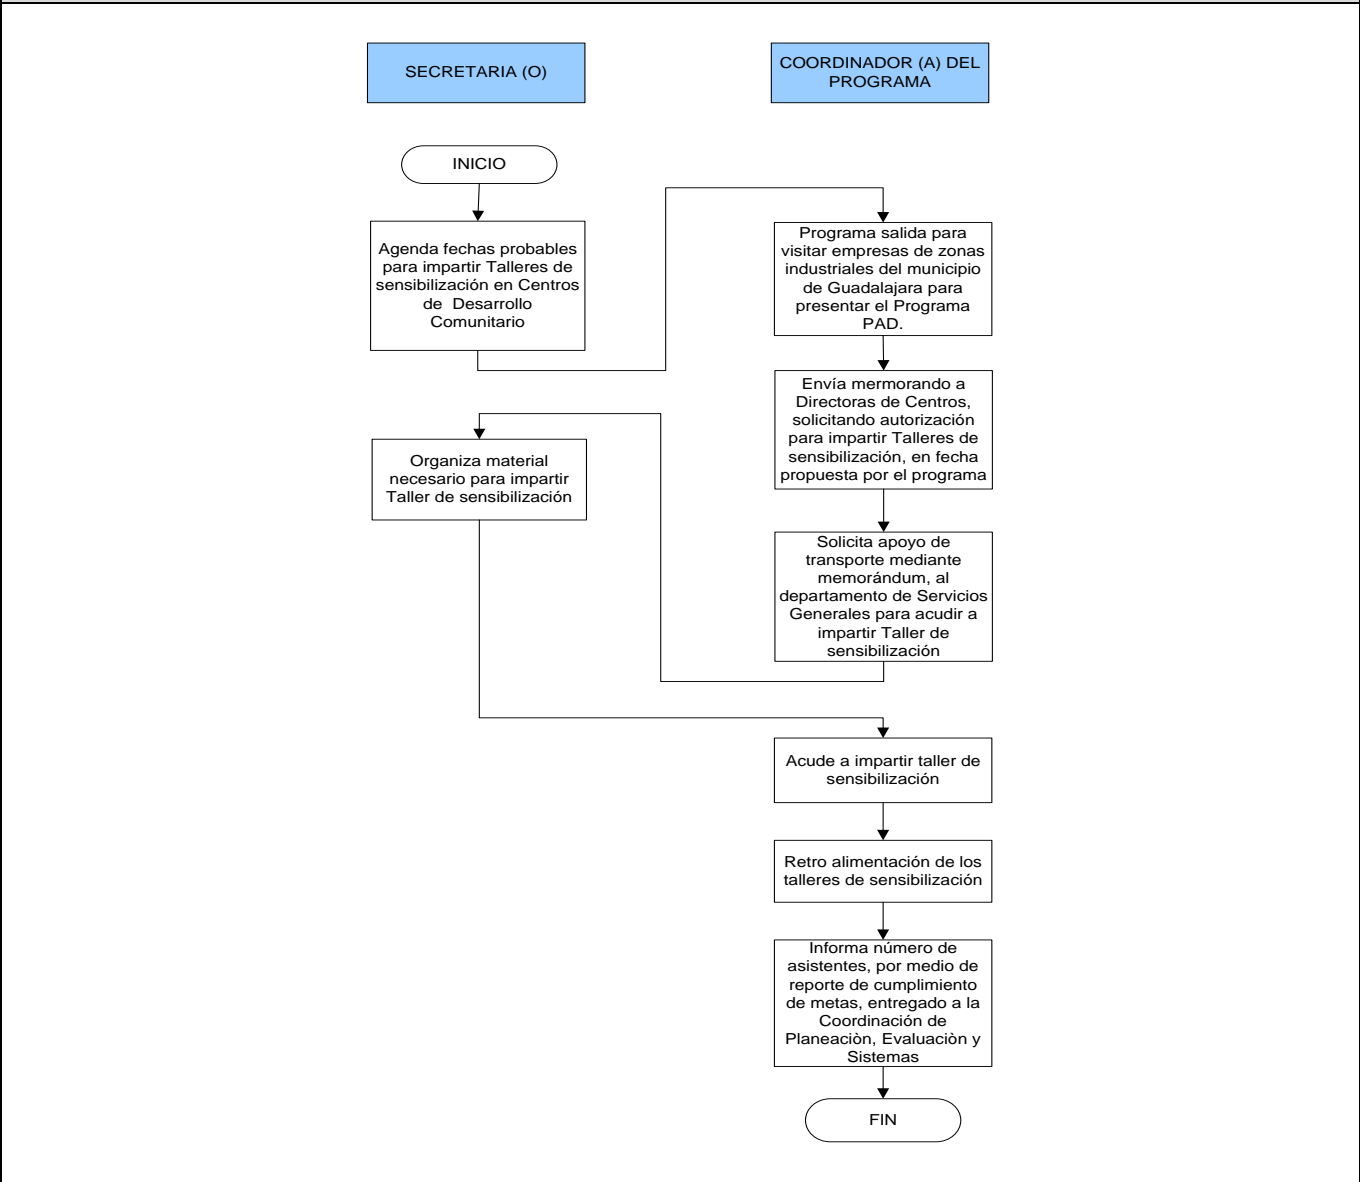 SECRETARIA (O)
COORDINADOR (A) DEL
PROGRAMA
INICIO
Agenda fechas probables
para impartir Talleres de
sensibilización en Centros
de Desarrollo
Comunitario
Programa salida para
visitar empresas de zonas
industriales del municipio
de Guadalajara para
presentar el Programa
PAD.
Envía mermorando a
Directoras de Centros,
solicitando autorización
para impartir Talleres de
sensibilización, en fecha
propuesta por el programa
Solicita apoyo de
transporte mediante
memorándum, al
departamento de Servicios
Generales para acudir a
impartir Taller de
sensibilización
Organiza material
necesario para impartir
Taller de sensibilización
Acude a impartir taller de
sensibilización
Retro alimentación de los
talleres de sensibilización
Informa número de
asistentes, por medio de
reporte de cumplimiento
de metas, entregado a la
Coordinación de
Planeaciòn, Evaluaciòn y
Sistemas
FIN